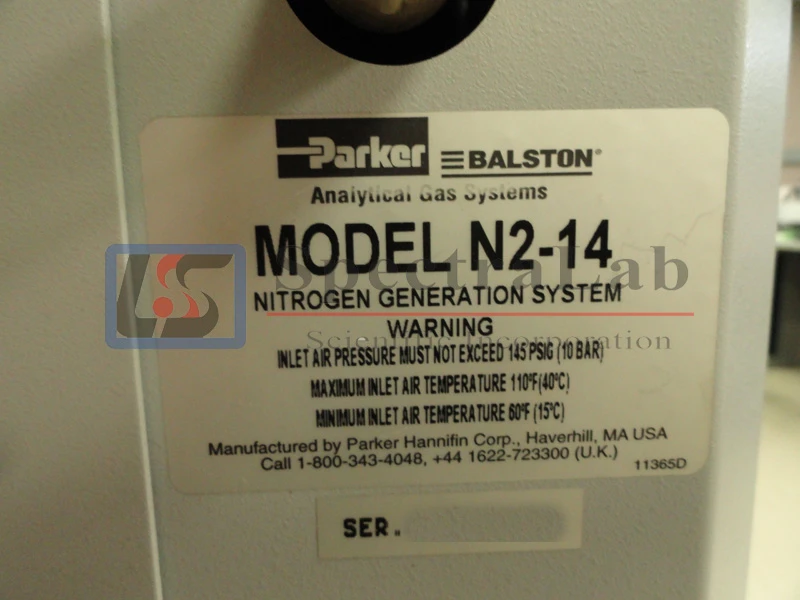 Parker BALSTON®
Analytical Gas Systems
MODEL N2-14
SpectraLab
NITROGEN GENERATION SYSTEM
WARNING
Scientific Incorporation
INLET AIR PRESSURE MUST NOT EXCEED 145 PSIG (10 BAR)
MAXIMUM INLET AIR TEMPERATURE 110°F(40°C)
MINIMUM INLET AIR TEMPERATURE 60°F (15°C)
Manufactured by Parker Hannifin Corp., Haverhill, MA USA
Call 1-800-343-4048, +44 1622-723300 (U.K.)
11365D
SER.